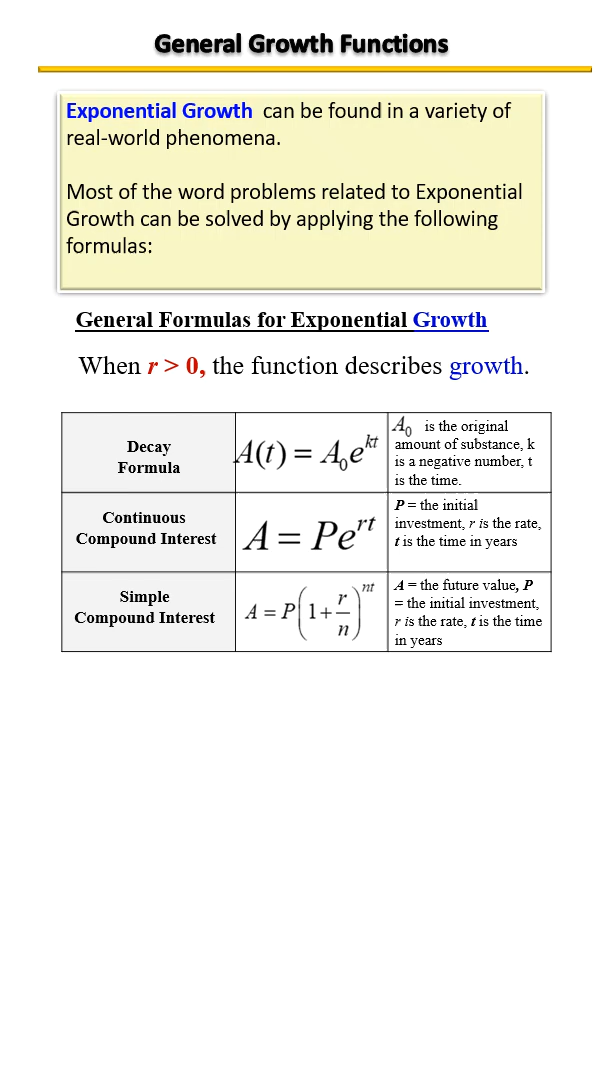 General Growth Functions
Exponential Growth can be found in a variety of
real-world phenomena.
Most of the word problems related to Exponential
Growth can be solved by applying the following
formulas:
General Formulas for Exponential Growth
When r > 0, the function describes growth.
Decay
Formula
A(t) = A₀e^{kt}
A₀ is the original
amount of substance, k
is a negative number, t
is the time.
Continuous
Compound Interest
A = Pe^{rt}
P = the initial
investment, r is the rate,
t is the time in years
Simple
Compound Interest
A = P(1+r/n)^{nt}
A = the future value, P
= the initial investment,
r is the rate, t is the time
in years